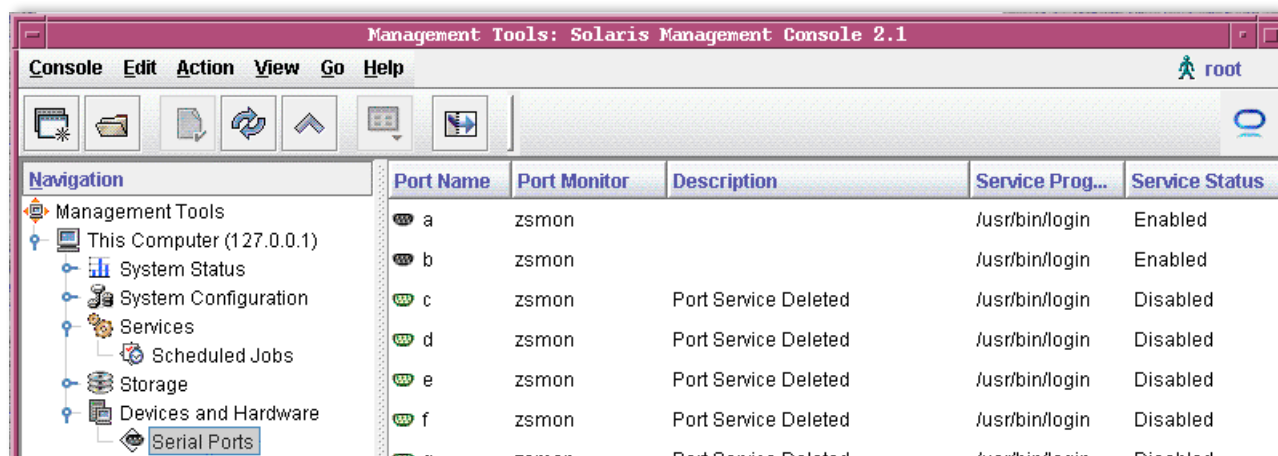 Management Tools: Solaris Management Console 2.1
Console Edit Action View Go Help root
Navigation
Management Tools
This Computer (127.0.0.1)
System Status
System Configuration
Services
Scheduled Jobs
Storage
Devices and Hardware
Serial Ports
Port Name Port Monitor Description Service Prog... Service Status
a zsmon /usr/bin/login Enabled
b zsmon /usr/bin/login Enabled
c zsmon Port Service Deleted /usr/bin/login Disabled
d zsmon Port Service Deleted /usr/bin/login Disabled
e zsmon Port Service Deleted /usr/bin/login Disabled
f zsmon Port Service Deleted /usr/bin/login Disabled